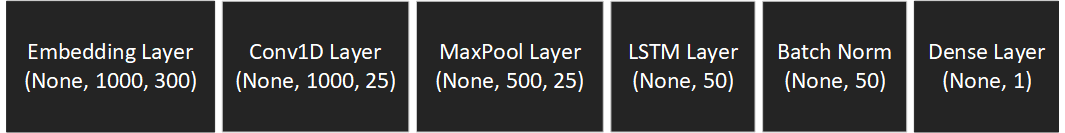 Embedding Layer
(None, 1000, 300)
Conv1D Layer
(None, 1000, 25)
MaxPool Layer
(None, 500, 25)
LSTM Layer
(None, 50)
Batch Norm
(None, 50)
Dense Layer
(None, 1)